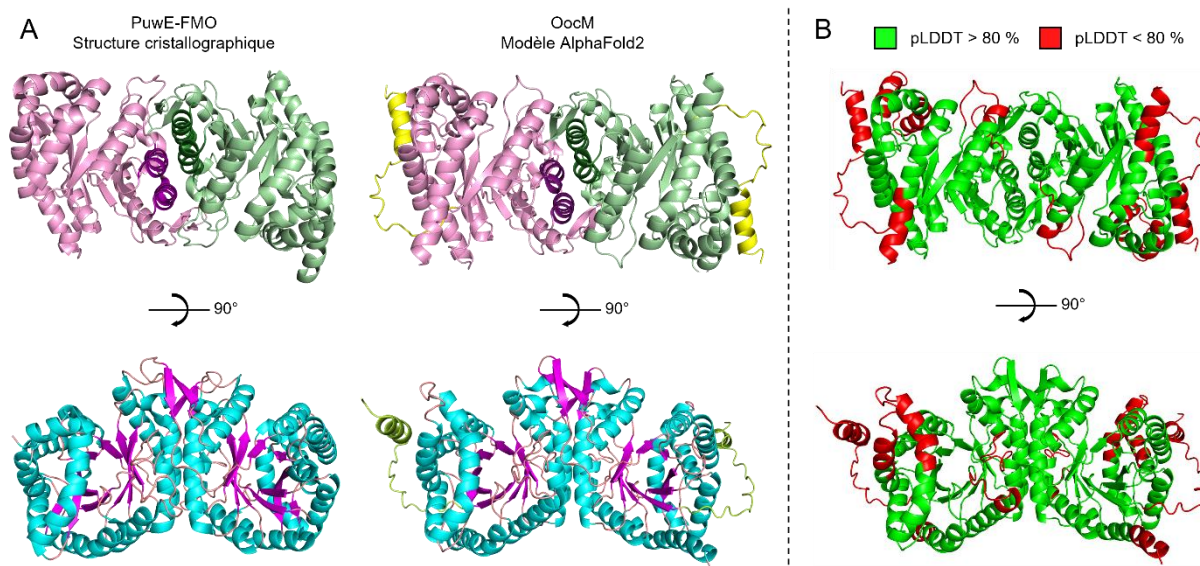 A
PuwE-FMO
Structure cristallographique
OocM
Modèle AlphaFold2
90°
90°
B
pLDDT > 80 %
pLDDT < 80 %
90°